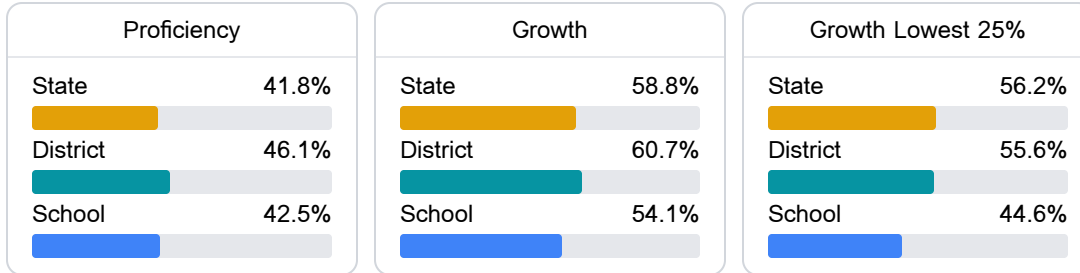 Proficiency
State 41.8%
District 46.1%
School 42.5%
Growth
State 58.8%
District 60.7%
School 54.1%
Growth Lowest 25%
State 56.2%
District 55.6%
School 44.6%